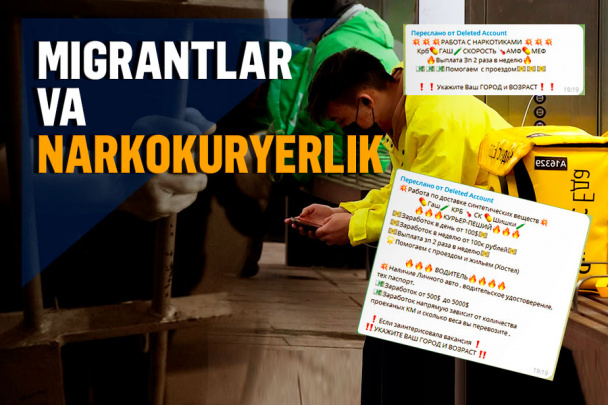 MIGRANTLAR
VA
NARKOKURYERLIK
Переслано от Deleted Account
РАБОТА С НАРКОТИКАМИ
Крб ГАШ СКОРОСТЬ АМФ МЕФ
Выплата Зп 2 раза в неделю
Помогаем с проездом
Укажите Ваш ГОРОД и ВОЗРАСТ
19:19
A16329
Переслано от Deleted Account
Работа по доставке синтетических веществ
Гаш КРБ СК Шишки
КУРЬЕР-ПЕШИЙ
Заработок в день от 100$
Заработок в неделю от 100к рублей
Выплата зп 2 раза в неделю
Помогаем с проездом и жильем (Хостел)
ВОДИТЕЛЬ
Наличие Личного авто , водительское удостоверение,
тех паспорт.
Заработок от 500$ до 5000$
Заработок напрямую зависит от количества
проеханых КМ и сколько веса вы перевозите .
Если заинтерисовала вакансия
УКАЖИТЕ ВАШ ГОРОД И ВОЗРАСТ
19:19